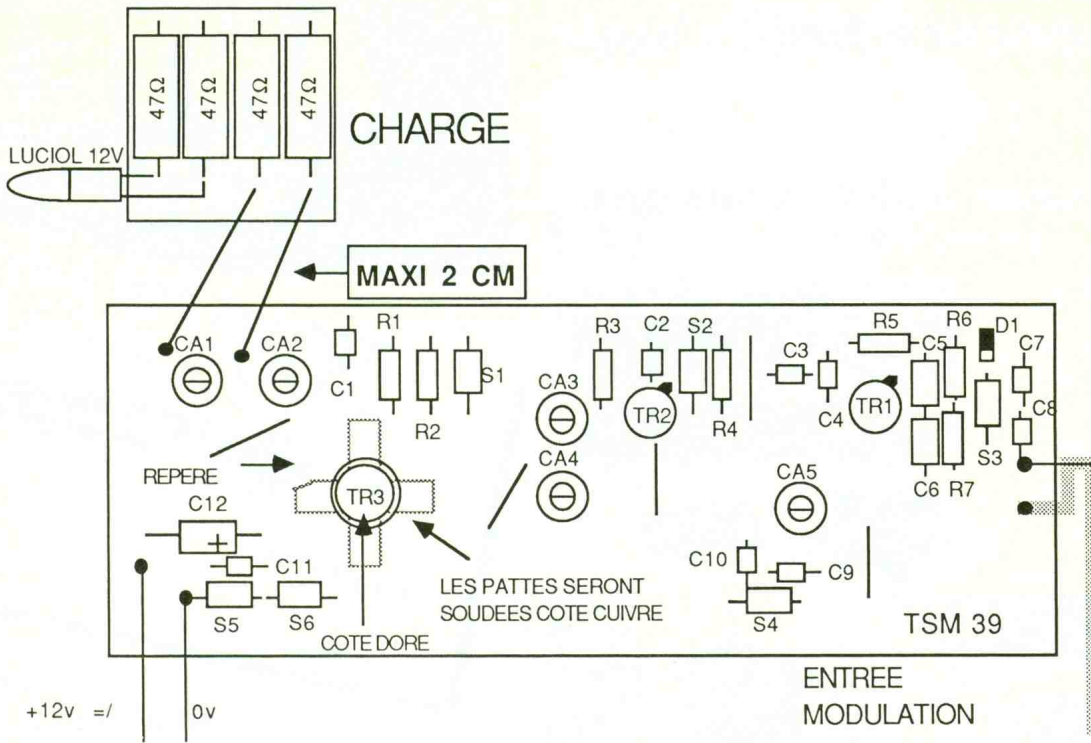 47Ω 47Ω 47Ω 47Ω
CHARGE
LUCIOL 12V
MAXI 2 CM
CA1 CA2 C1 R1 R2 S1
R3 C2 S2 R4 TR2
CA3
CA4
C3 C4 R5 TR1 C5 R6 D1 C7
C8
C6 R7 S3
REPERE
TR3
CA5
C12
+
C11
S5 S6
COTE DORE
LES PATTES SERONT
SOUDEES COTE CUIVRE
C10 C9
S4
TSM 39
+12v =/ 0v
ENTREE
MODULATION